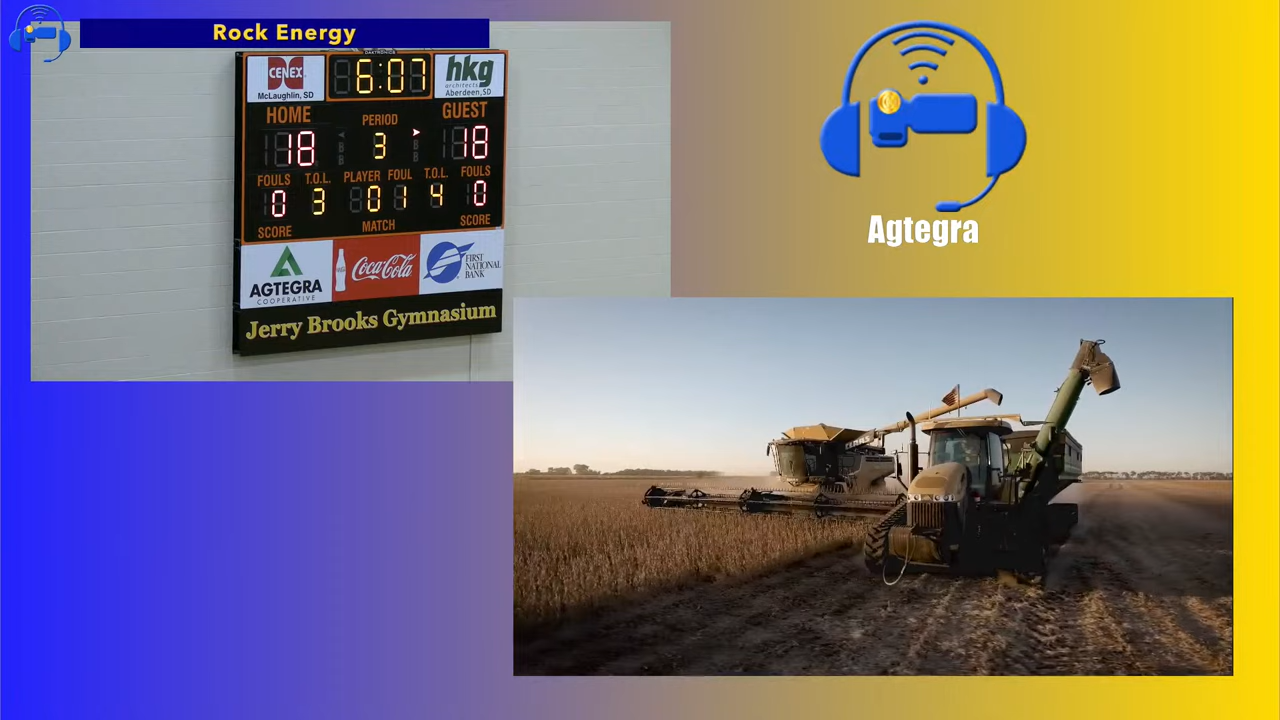 Rock Energy
DAKTRONICS
CENEX
McLaughlin, SD
6:07
hkg
architects
Aberdeen, SD
HOME
PERIOD
GUEST
18
3
18
B
B
B
B
FOULS T.O.L. PLAYER FOUL T.O.L. FOULS
0 3 0 1 4 0
SCORE
MATCH
SCORE
AGTEGRA
COOPERATIVE
Coca-Cola
FIRST
NATIONAL
BANK
Jerry Brooks Gymnasium
Agtegra